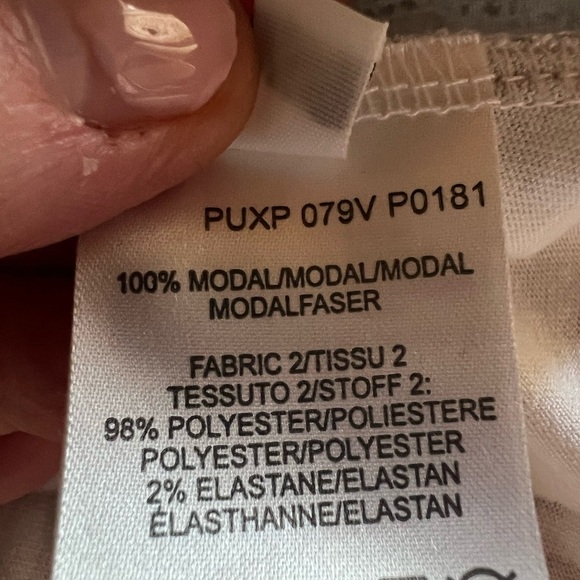 PUXP 079V P0181
100% MODAL/MODAL/MODAL
MODALFASER
FABRIC 2/TISSU 2
TESSUTO 2/STOFF 2:
98% POLYESTER/POLIESTERE
POLYESTER/POLYESTER
2% ELASTANE/ELASTAN
ÉLASTHANNE/ELASTAN